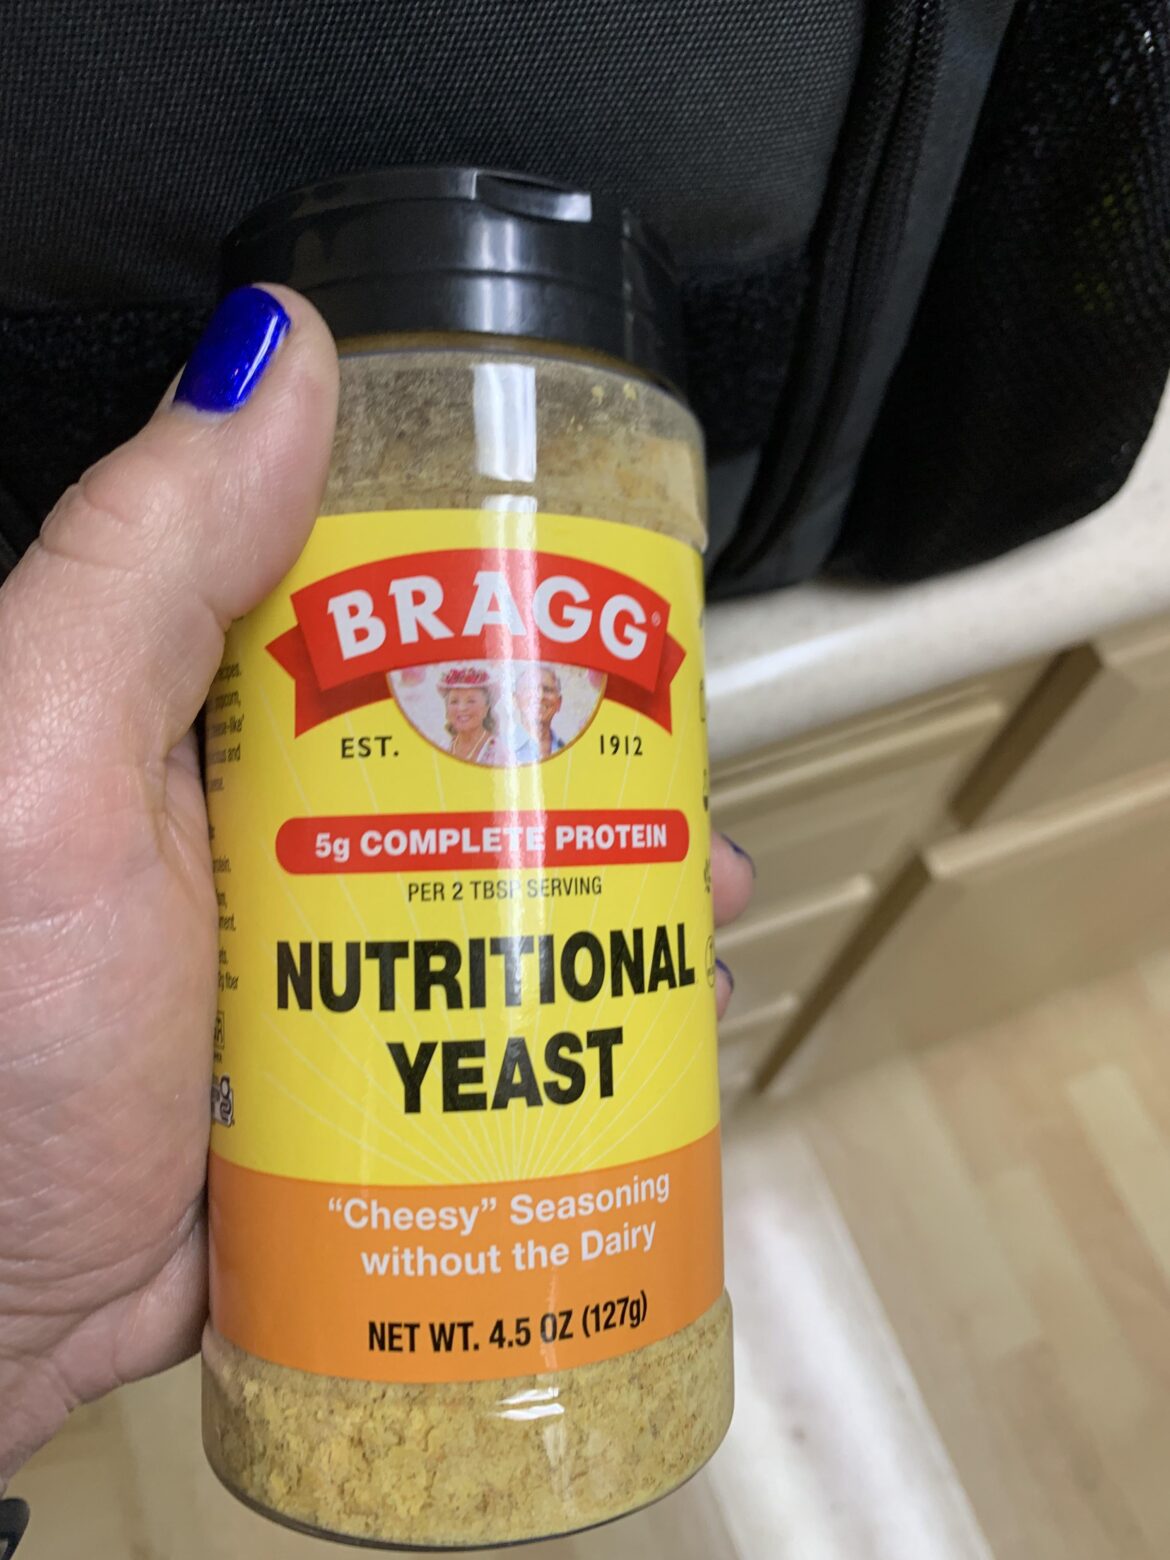 BRAGG®
EST. 1912
5g COMPLETE PROTEIN
PER 2 TBSP SERVING
NUTRITIONAL
YEAST
“Cheesy” Seasoning
without the Dairy
NET WT. 4.5 OZ (127g)